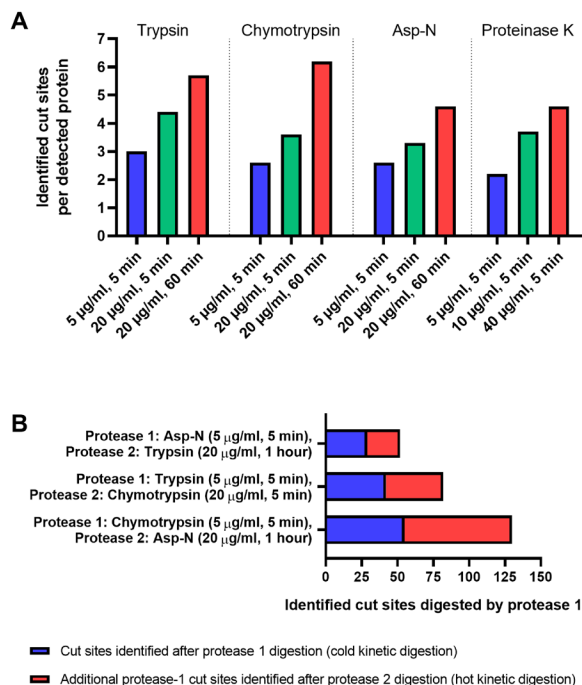 A
Trypsin
Chymotrypsin
Asp-N
Proteinase K
Identified cut sites
per detected protein
7
6
5
4
3
2
1
0
5 µg/ml, 5 min
20 µg/ml, 5 min
20 µg/ml, 60 min
5 µg/ml, 5 min
20 µg/ml, 5 min
20 µg/ml, 60 min
5 µg/ml, 5 min
20 µg/ml, 5 min
20 µg/ml, 60 min
5 µg/ml, 5 min
10 µg/ml, 5 min
40 µg/ml, 5 min
B
Protease 1: Asp-N (5 µg/ml, 5 min),
Protease 2: Trypsin (20 µg/ml, 1 hour)
Protease 1: Trypsin (5 µg/ml, 5 min),
Protease 2: Chymotrypsin (20 µg/ml, 5 min)
Protease 1: Chymotrypsin (5 µg/ml, 5 min),
Protease 2: Asp-N (20 µg/ml, 1 hour)
0 25 50 75 100 125 150
Identified cut sites digested by protease 1
Cut sites identified after protease 1 digestion (cold kinetic digestion)
Additional protease-1 cut sites identified after protease 2 digestion (hot kinetic digestion)